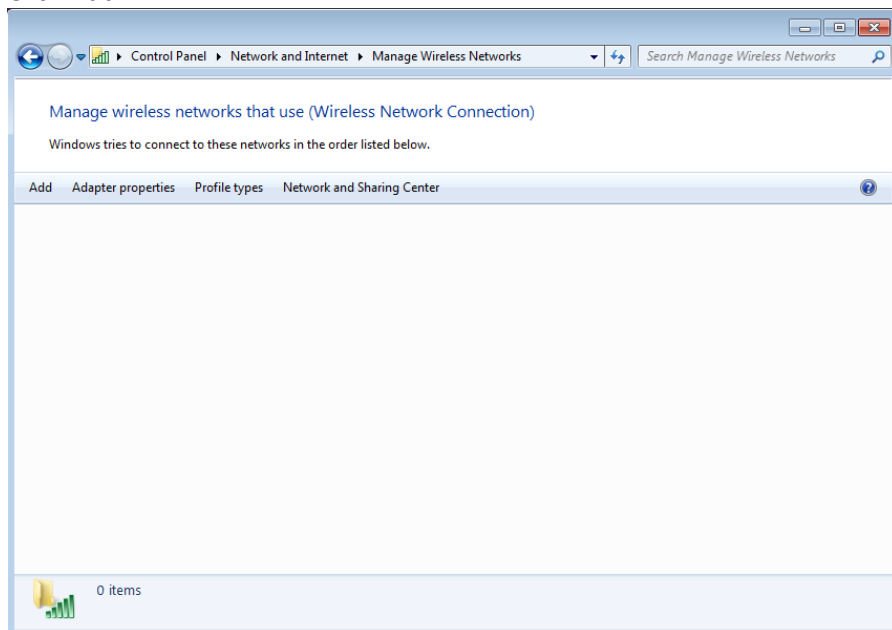 Control Panel ▸ Network and Internet ▸ Manage Wireless Networks
Search Manage Wireless Networks
Manage wireless networks that use (Wireless Network Connection)
Windows tries to connect to these networks in the order listed below.
Add Adapter properties Profile types Network and Sharing Center
0 items